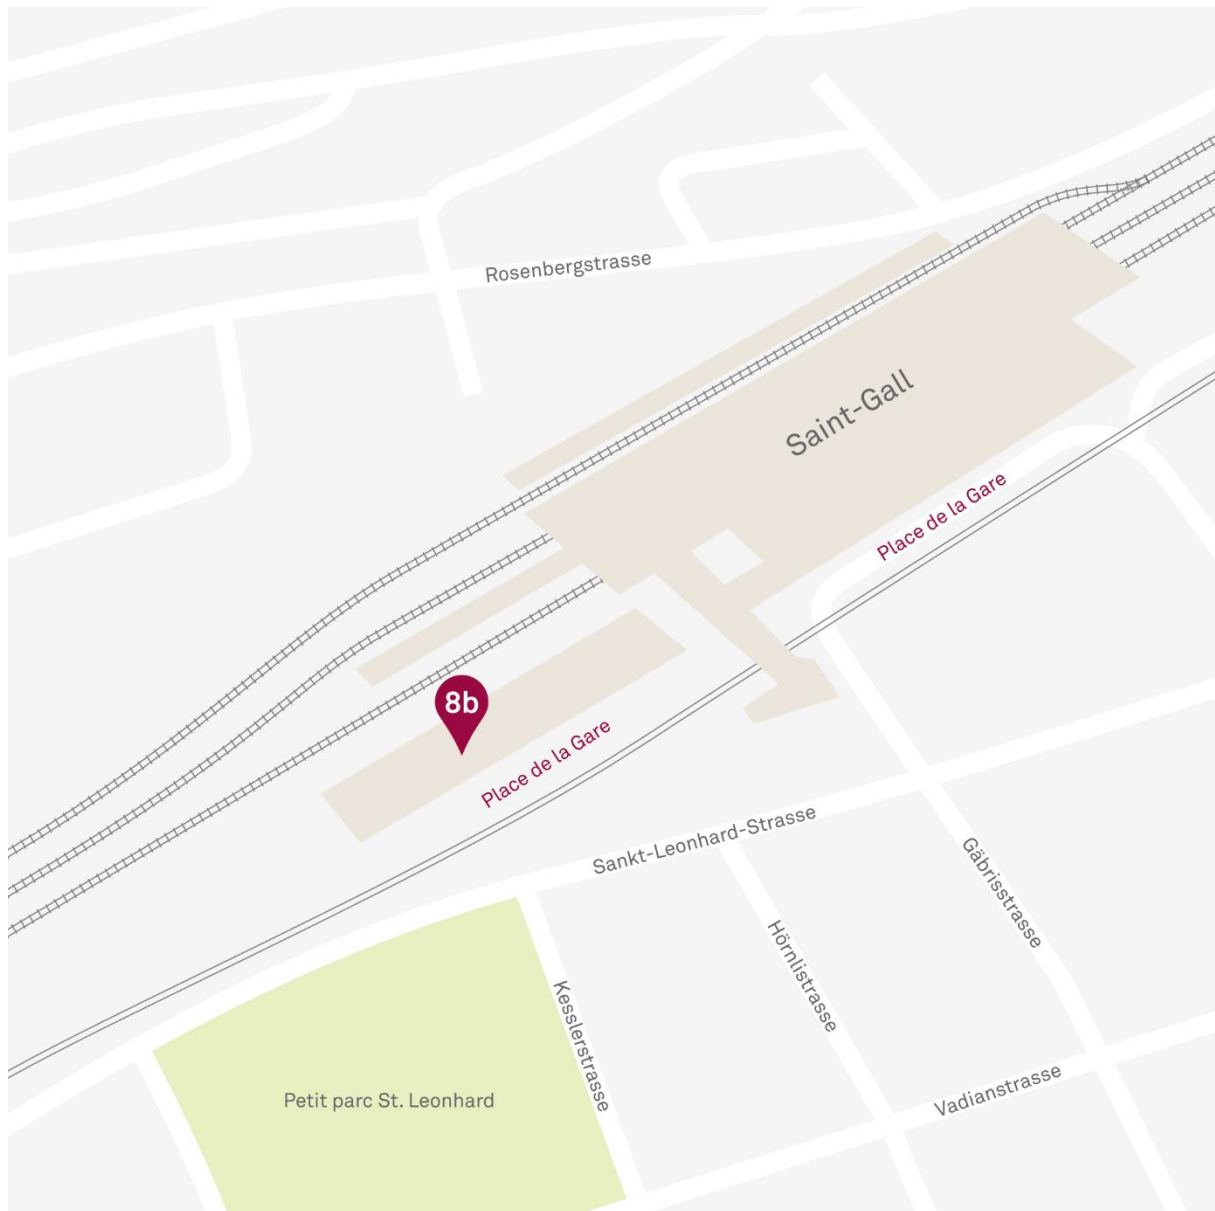 Rosenbergstrasse
Saint-Gall
Place de la Gare
8b
Place de la Gare
Sankt-Leonhard-Strasse
Gäbrisstrasse
Hörnlistrasse
Kesslerstrasse
Vadianstrasse
Petit parc St. Leonhard